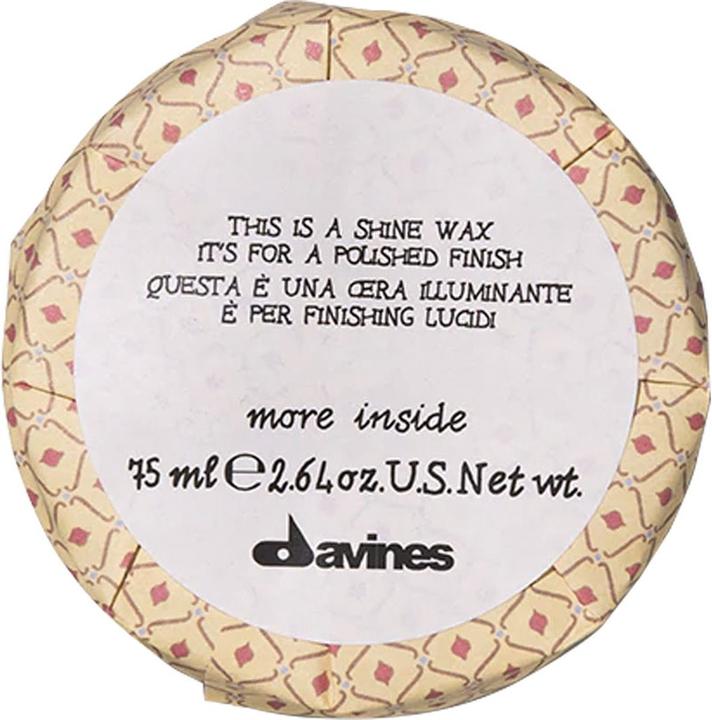 THIS IS A SHINE WAX
IT'S FOR A POLISHED FINISH
QUESTA È UNA CERA ILLUMINANTE
È PER FINISHING LUCIDI
more inside
75 ml ℮ 2.64 oz. U.S. Net wt.
davines